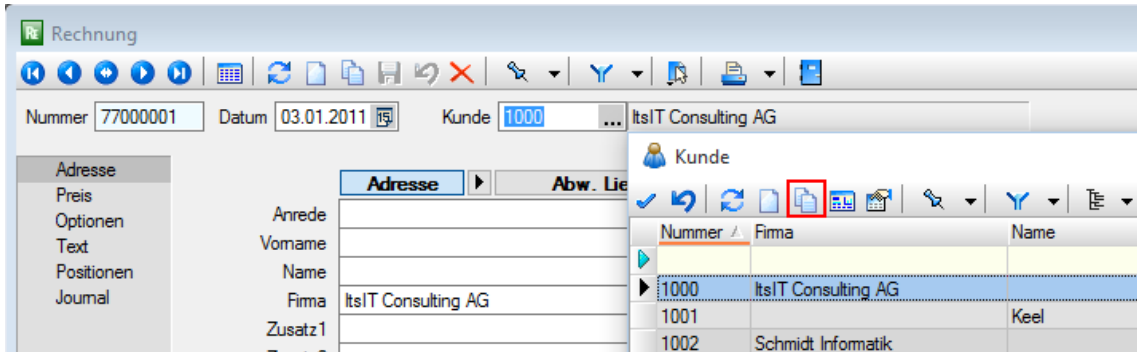 RE Rechnung
Nummer 77000001 Datum 03.01.2011 15 Kunde 1000 ... ItsIT Consulting AG
Kunde
Adresse
Preis
Optionen
Text
Positionen
Journal
Adresse Abw. Lie
Anrede
Vorname
Name
Firma ItsIT Consulting AG
Zusatz1
Nummer Firma Name
1000 ItsIT Consulting AG
1001 Keel
1002 Schmidt Informatik